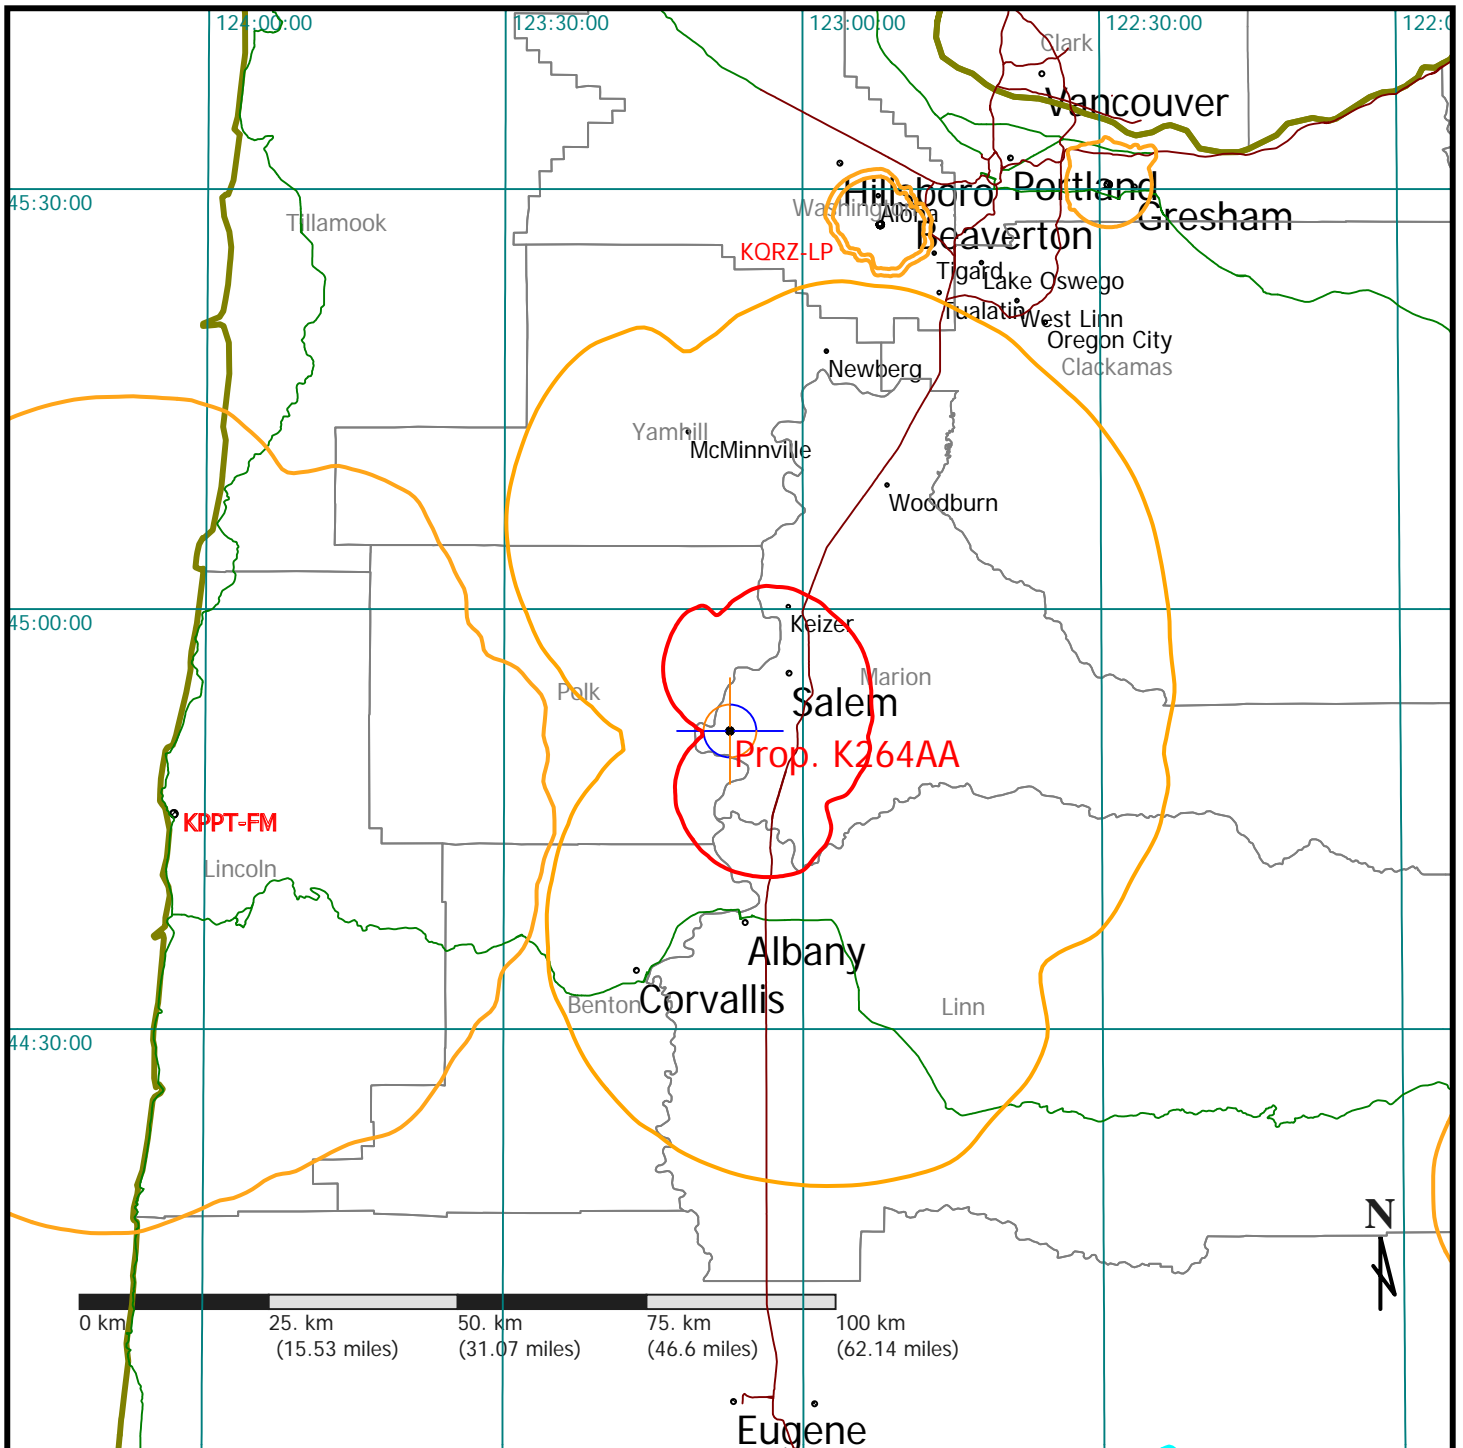 124:00:00
123:30:00
123:00:00
122:30:00
122:0
Clark
Vancouver
Hillsboro
Portland
45:30:00
Washington
Aloha
Gresham
Tillamook
Beaverton
KQRZ-LP
Tigard
Lake Oswego
Tualatin
West Linn
Oregon City
Newberg
Clackamas
Yamhill
McMinnville
Woodburn
45:00:00
Keizer
Marion
Polk
Salem
Prop. K264AA
KPPT-FM
Lincoln
Albany
Benton
Corvallis
Linn
44:30:00
N
0 km
25. km
50. km
75. km
100 km
(15.53 miles)
(31.07 miles)
(46.6 miles)
(62.14 miles)
Eugene